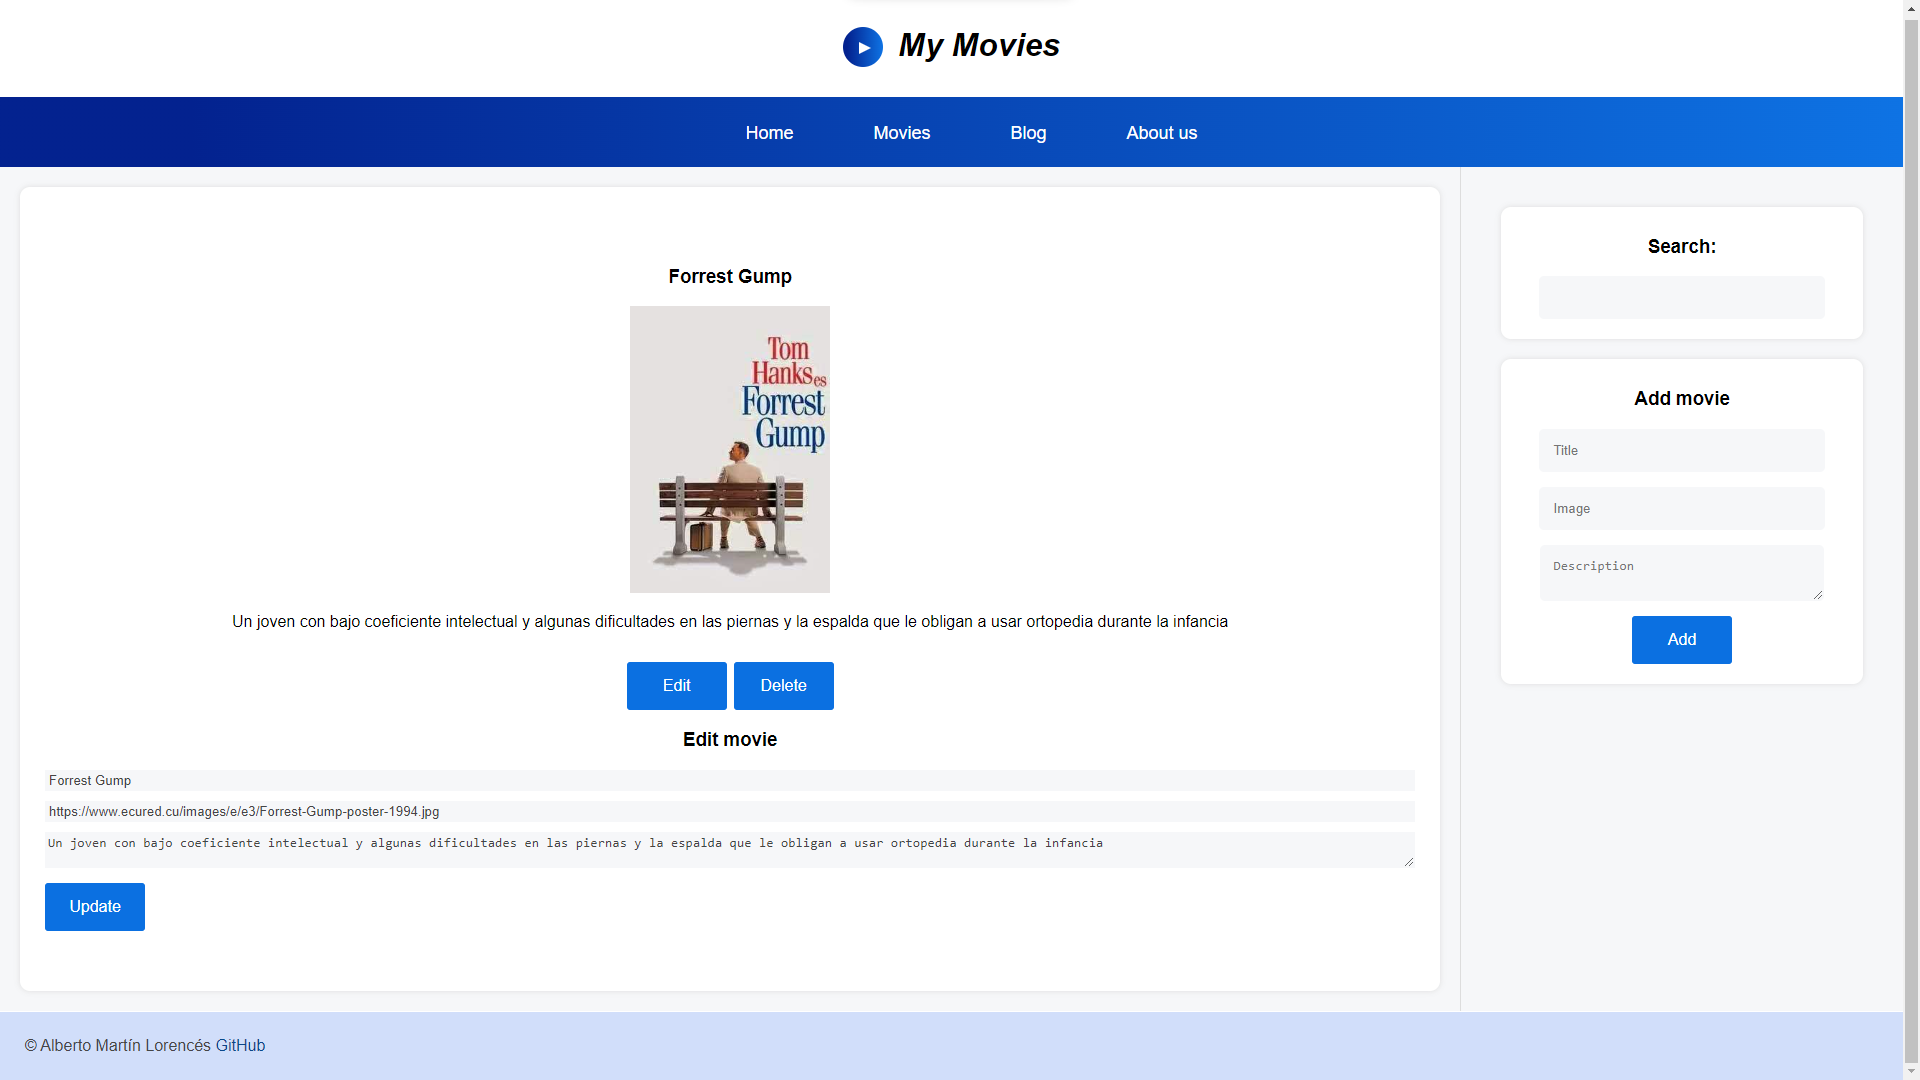 My Movies
Home
Movies
Blog
About us
Forrest Gump
Tom
Hanks es
Forrest
Gump
Un joven con bajo coeficiente intelectual y algunas dificultades en las piernas y la espalda que le obligan a usar ortopedia durante la infancia
Edit
Delete
Edit movie
Forrest Gump
https://www.ecured.cu/images/e/e3/Forrest-Gump-poster-1994.jpg
Un joven con bajo coeficiente intelectual y algunas dificultades en las piernas y la espalda que le obligan a usar ortopedia durante la infancia
Update
Search:
Add movie
Title
Image
Description
Add
© Alberto Martín Lorencés GitHub